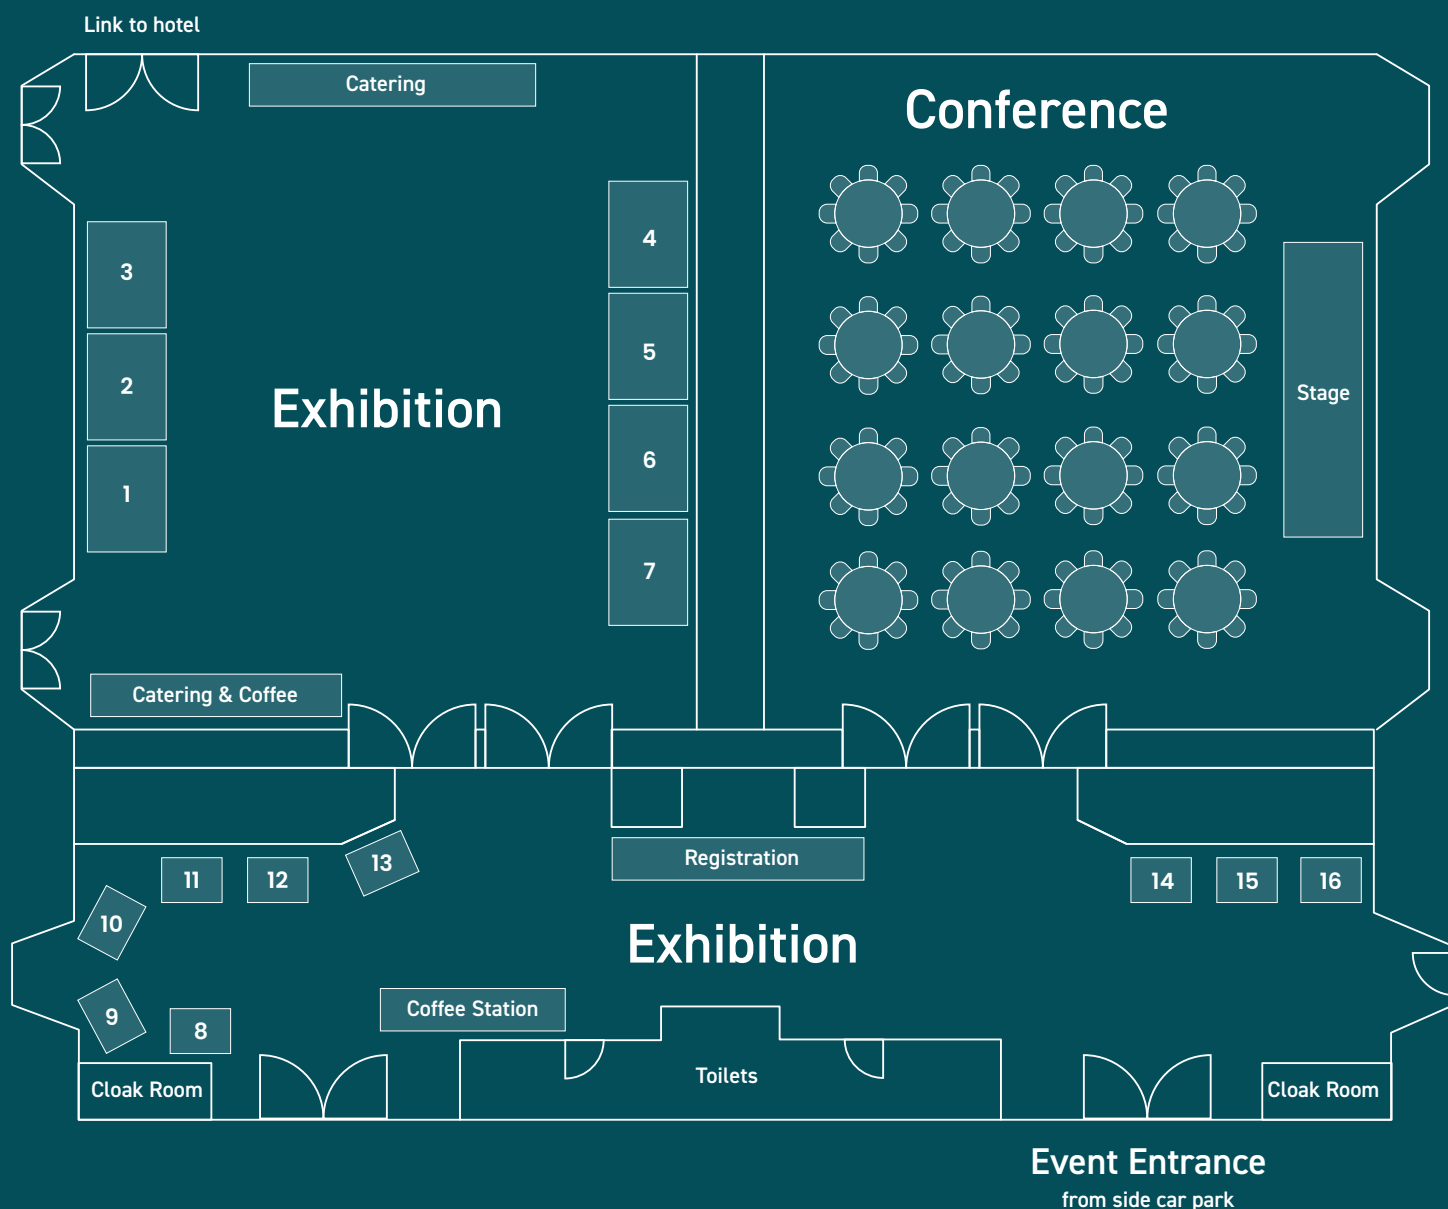 Link to hotel
Catering
Conference
3
2
1
4
5
6
7
Exhibition
Stage
Catering & Coffee
Registration
11
12
13
10
9
8
14
15
16
Exhibition
Coffee Station
Cloak Room
Toilets
Cloak Room
Event Entrance
from side car park